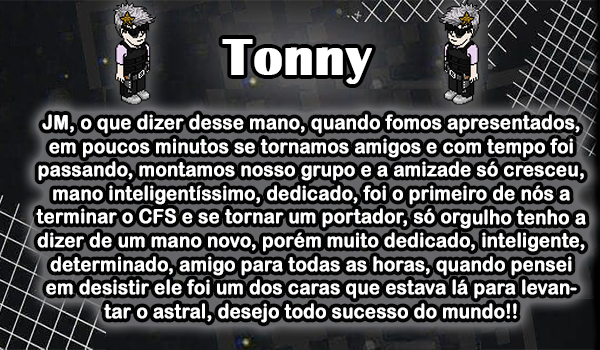 Tonny
JM, o que dizer desse mano, quando fomos apresentados,
em poucos minutos se tornamos amigos e com tempo foi
passando, montamos nosso grupo e a amizade só cresceu,
mano inteligentíssimo, dedicado, foi o primeiro de nós a
terminar o CFS e se tornar um portador, só orgulho tenho a
dizer de um mano novo, porém muito dedicado, inteligente,
determinado, amigo para todas as horas, quando pensei
em desistir ele foi um dos caras que estava lá para levan-
tar o astral, desejo todo sucesso do mundo!!